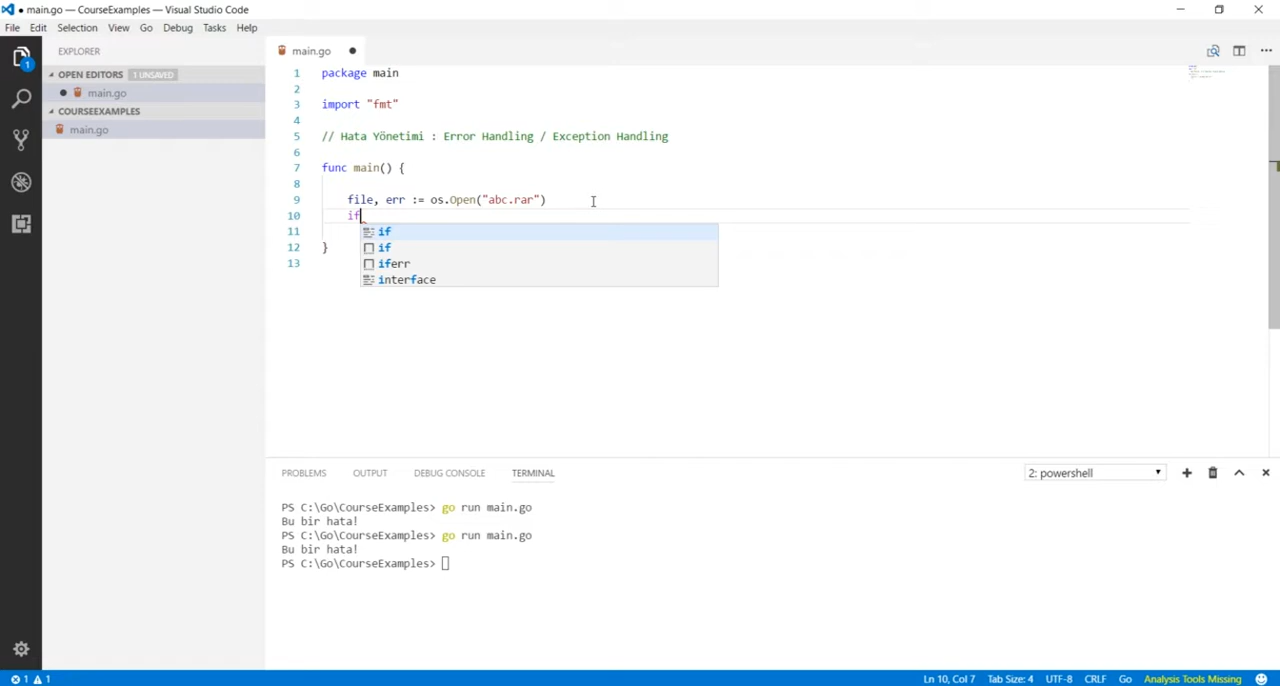 ● main.go — CourseExamples — Visual Studio Code
File Edit Selection View Go Debug Tasks Help
EXPLORER
OPEN EDITORS 1 UNSAVED
● main.go
COURSEEXAMPLES
main.go
1
main.go ●
1 package main
2
3 import "fmt"
4
5 // Hata Yönetimi : Error Handling / Exception Handling
6
7 func main() {
8
9 file, err := os.Open("abc.rar")
10 if
11
12 }
13
if
if
iferr
interface
PROBLEMS OUTPUT DEBUG CONSOLE TERMINAL
2: powershell
PS C:\Go\CourseExamples> go run main.go
Bu bir hata!
PS C:\Go\CourseExamples> go run main.go
Bu bir hata!
PS C:\Go\CourseExamples>
1 1 Ln 10, Col 7 Tab Size: 4 UTF-8 CRLF Go Analysis Tools Missing